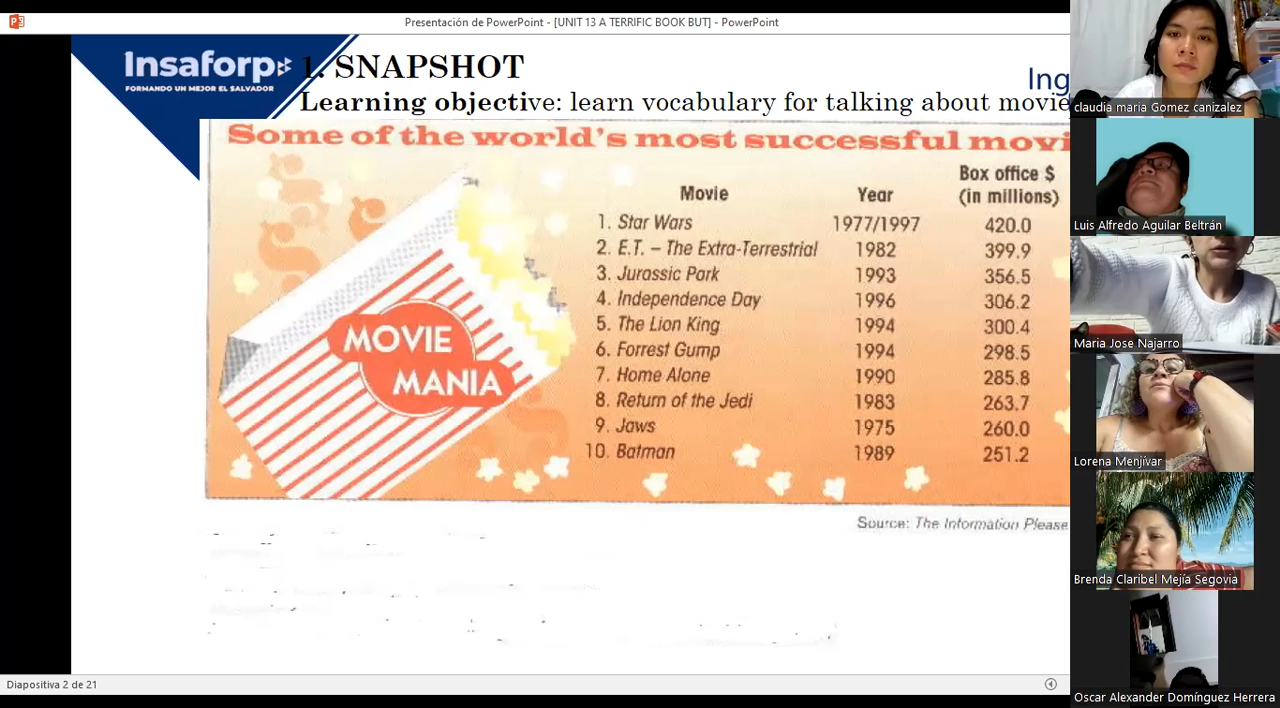 Presentación de PowerPoint - [UNIT 13 A TERRIFIC BOOK BUT] - PowerPoint
Insaforp
FORMANDO UN MEJOR EL SALVADOR
1. SNAPSHOT
Ing
Learning objective: learn vocabulary for talking about movie
Some of the world's most successful movi
MOVIE
MANIA
Movie Year Box office $ (in millions)
1. Star Wars 1977/1997 420.0
2. E.T. – The Extra-Terrestrial 1982 399.9
3. Jurassic Park 1993 356.5
4. Independence Day 1996 306.2
5. The Lion King 1994 300.4
6. Forrest Gump 1994 298.5
7. Home Alone 1990 285.8
8. Return of the Jedi 1983 263.7
9. Jaws 1975 260.0
10. Batman 1989 251.2
Source: The Information Please
Diapositiva 2 de 21
claudia maria Gomez canizalez
Luis Alfredo Aguilar Beltrán
Maria Jose Najarro
Lorena Menjívar
Brenda Claribel Mejía Segovia
Oscar Alexander Domínguez Herrera